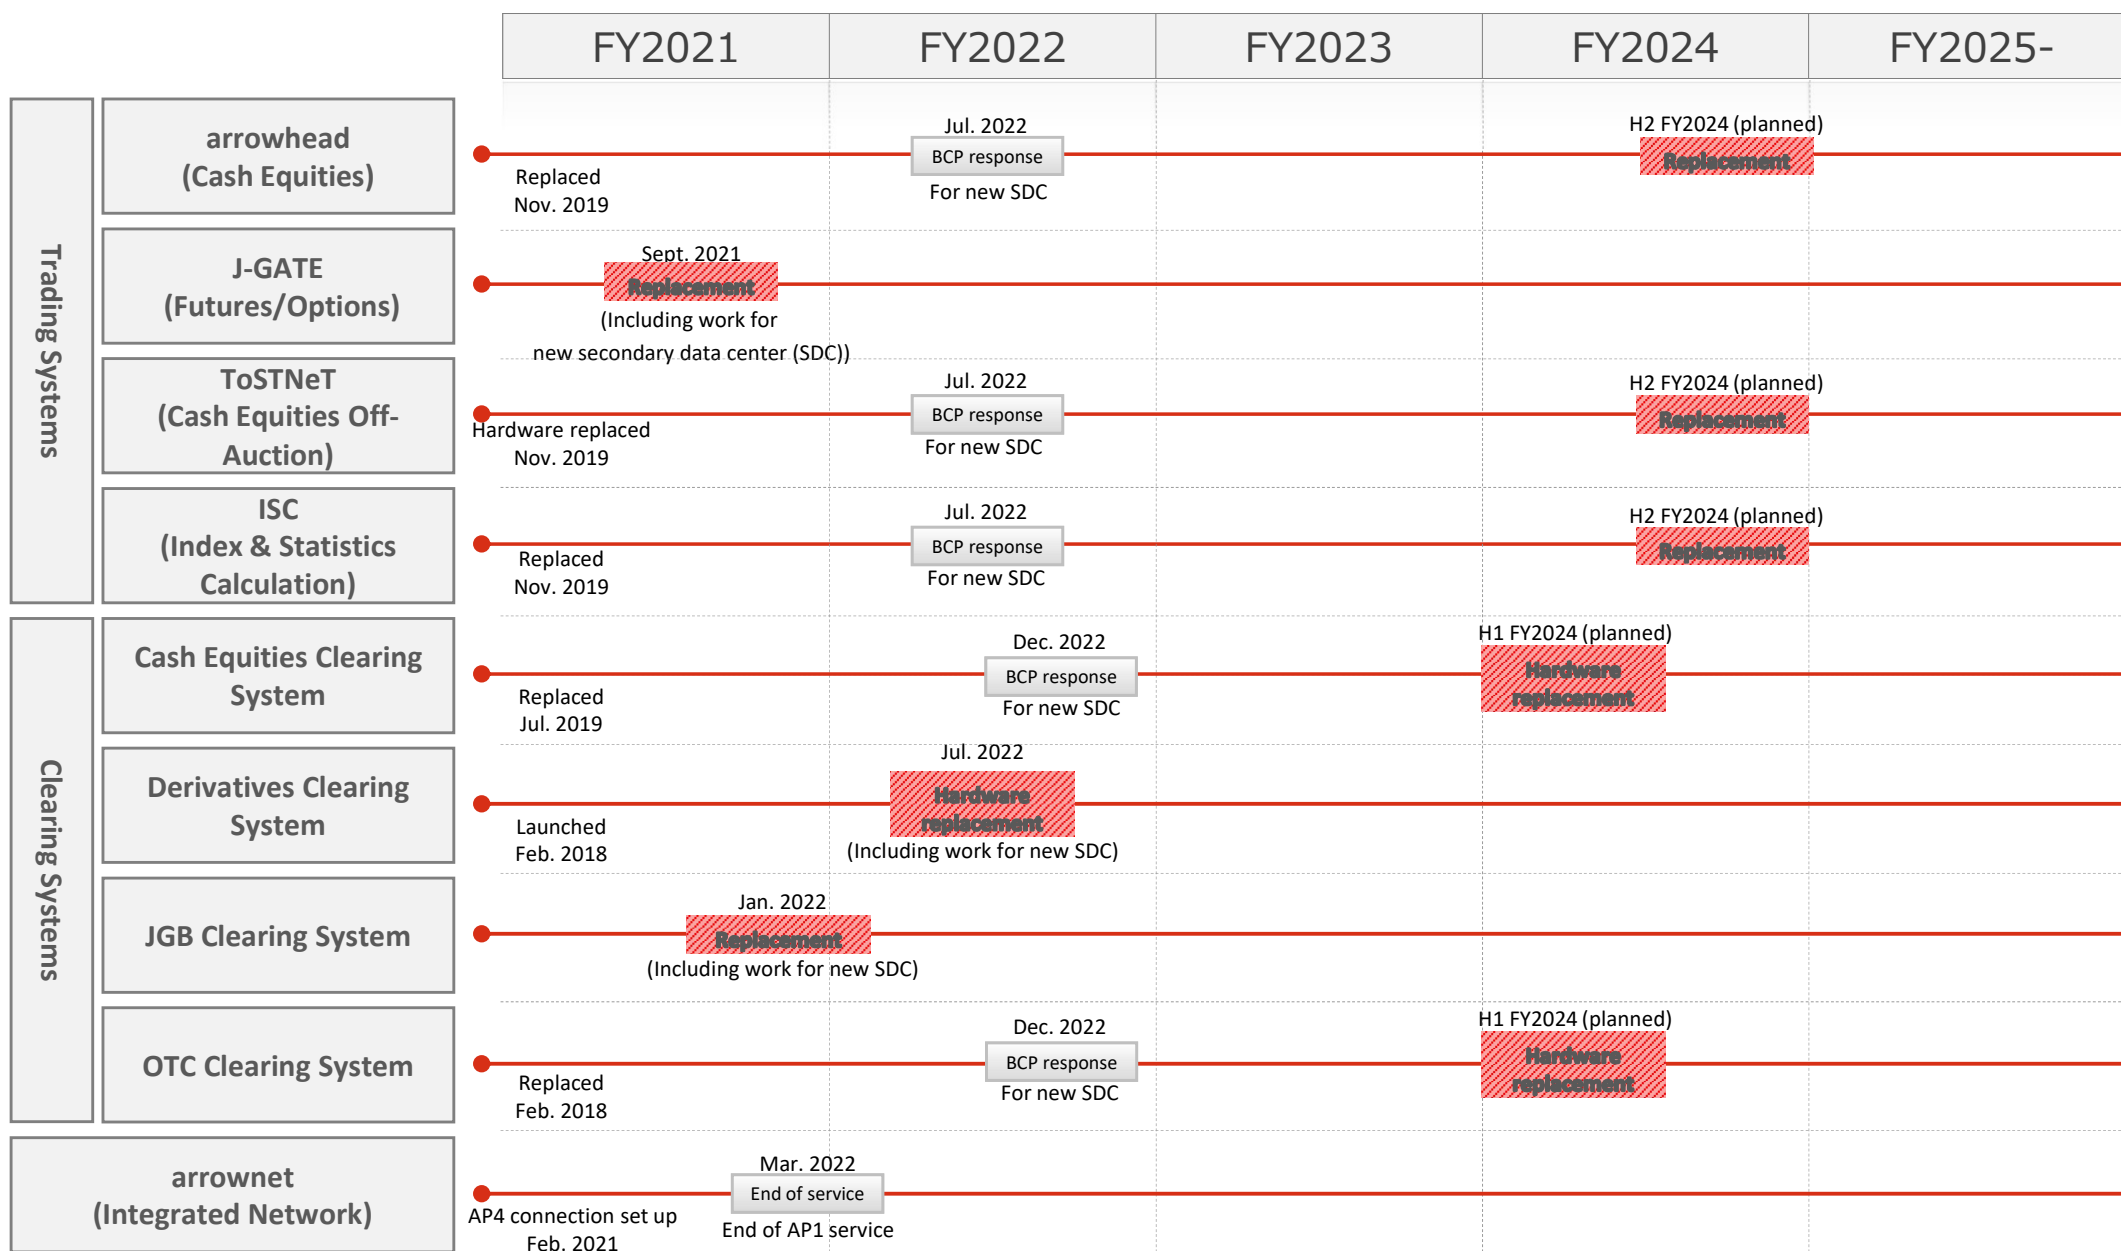 FY2021 FY2022 FY2023 FY2024 FY2025-
Trading Systems
arrowhead
(Cash Equities)
Replaced
Nov. 2019
Jul. 2022
BCP response
For new SDC
H2 FY2024 (planned)
Replacement
J-GATE
(Futures/Options)
Sept. 2021
Replacement
(Including work for
new secondary data center (SDC))
ToSTNeT
(Cash Equities Off-
Auction)
Hardware replaced
Nov. 2019
Jul. 2022
BCP response
For new SDC
H2 FY2024 (planned)
Replacement
ISC
(Index & Statistics
Calculation)
Replaced
Nov. 2019
Jul. 2022
BCP response
For new SDC
H2 FY2024 (planned)
Replacement
Clearing Systems
Cash Equities Clearing
System
Replaced
Jul. 2019
Dec. 2022
BCP response
For new SDC
H1 FY2024 (planned)
Hardware
replacement
Derivatives Clearing
System
Launched
Feb. 2018
Jul. 2022
Hardware
replacement
(Including work for new SDC)
JGB Clearing System
Jan. 2022
Replacement
(Including work for new SDC)
OTC Clearing System
Replaced
Feb. 2018
Dec. 2022
BCP response
For new SDC
H1 FY2024 (planned)
Hardware
replacement
arrownet
(Integrated Network)
AP4 connection set up
Feb. 2021
Mar. 2022
End of service
End of AP1 service